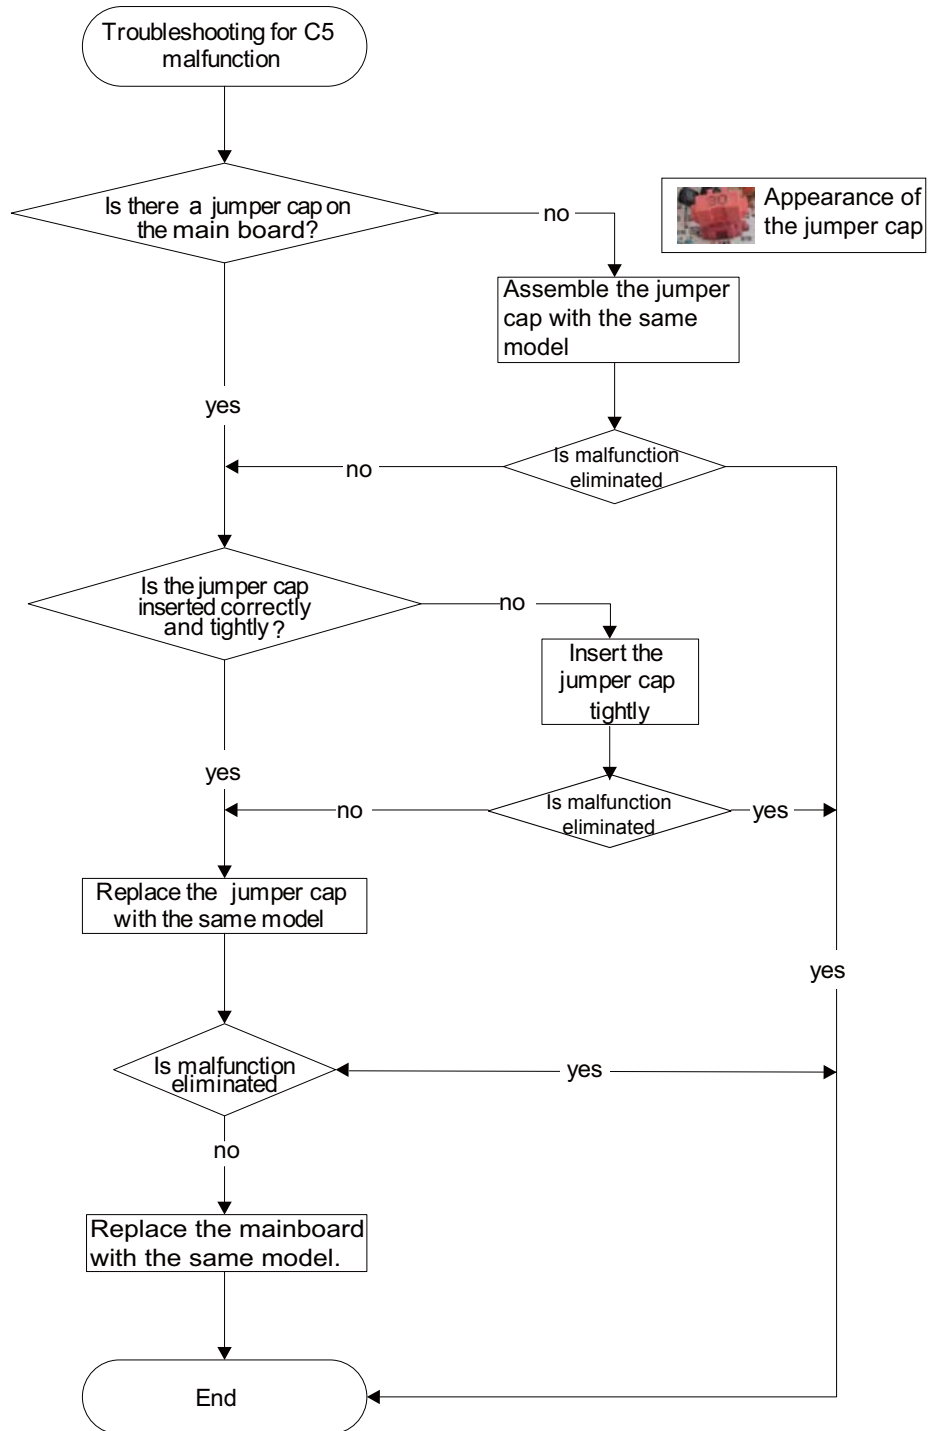 Troubleshooting for C5
malfunction
Is there a jumper cap on
the main board?
no
30
Appearance of
the jumper cap
Assemble the jumper
cap with the same
model
yes
Is malfunction
eliminated
no
Is the jumper cap
inserted correctly
and tightly?
no
Insert the
jumper cap
tightly
yes
Is malfunction
eliminated
no
yes
Replace the jumper cap
with the same model
yes
Is malfunction
eliminated
yes
no
Replace the mainboard
with the same model.
End